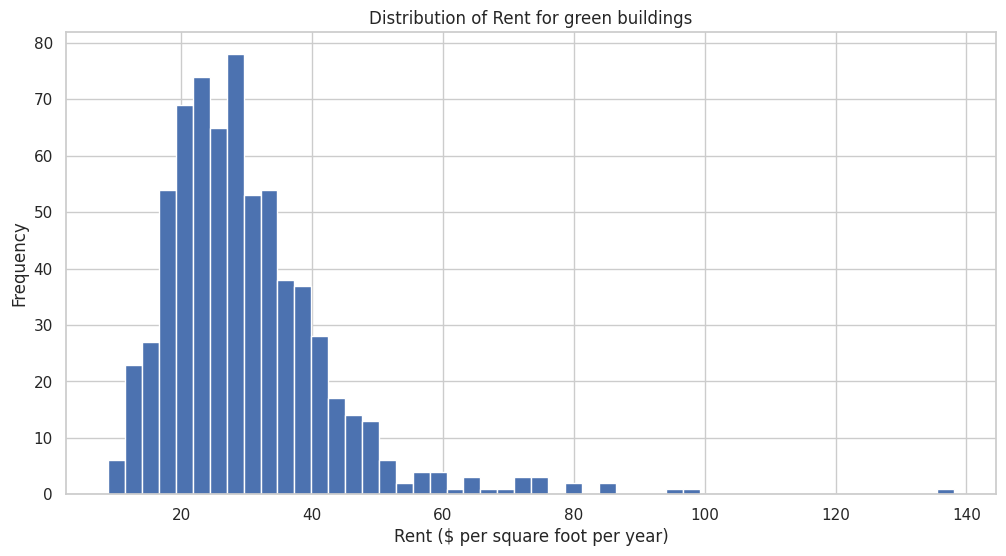 Distribution of Rent for green buildings
80
70
60
50
40
30
20
10
0
Frequency
20 40 60 80 100 120 140
Rent ($ per square foot per year)